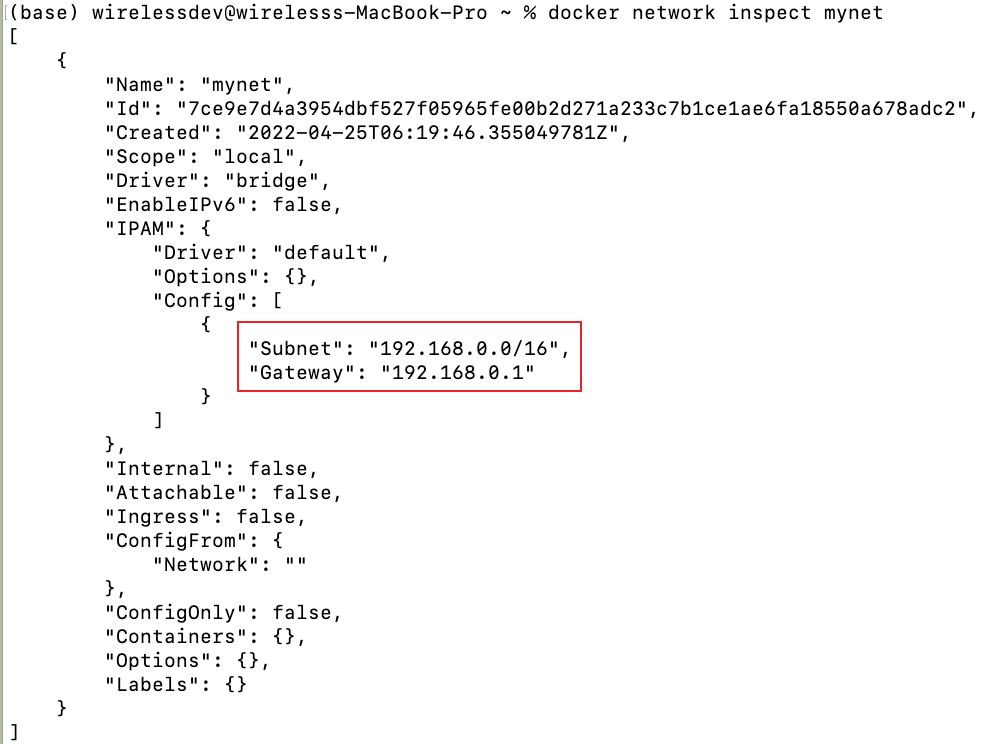 (base) wirelessdev@wirelesss-MacBook-Pro ~ % docker network inspect mynet
[
    {
        "Name": "mynet",
        "Id": "7ce9e7d4a3954dbf527f05965fe00b2d271a233c7b1ce1ae6fa18550a678adc2",
        "Created": "2022-04-25T06:19:46.355049781Z",
        "Scope": "local",
        "Driver": "bridge",
        "EnableIPv6": false,
        "IPAM": {
            "Driver": "default",
            "Options": {},
            "Config": [
                {
                    "Subnet": "192.168.0.0/16",
                    "Gateway": "192.168.0.1"
                }
            ]
        },
        "Internal": false,
        "Attachable": false,
        "Ingress": false,
        "ConfigFrom": {
            "Network": ""
        },
        "ConfigOnly": false,
        "Containers": {},
        "Options": {},
        "Labels": {}
    }
]